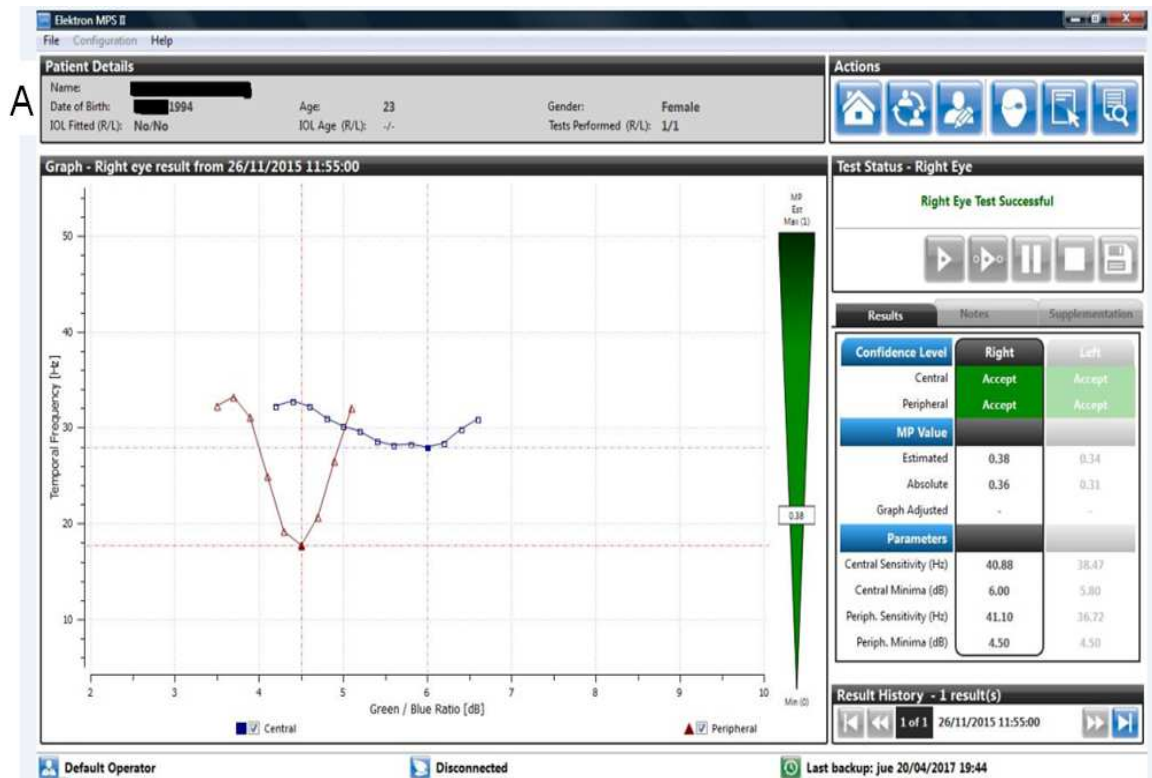 Elektron MPS II
File Configuration Help
A
Patient Details
Name:
Date of Birth: 1994 Age: 23 Gender: Female
IOL Fitted (R/L): No/No IOL Age (R/L): -/- Tests Performed (R/L): 1/1
Actions
Graph - Right eye result from 26/11/2015 11:55:00
Temporal Frequency [Hz]
50
40
30
20
10
2 3 4 5 6 7 8 9 10
Green / Blue Ratio [dB]
Central Peripheral
MP
Est
Max (1)
0.38
Min (0)
Test Status - Right Eye
Right Eye Test Successful
Results Notes Supplementation
Confidence Level Right Left
Central Accept Accept
Peripheral Accept Accept
MP Value
Estimated 0.38 0.34
Absolute 0.36 0.31
Graph Adjusted - -
Parameters
Central Sensitivity (Hz) 40.88 38.47
Central Minima (dB) 6.00 5.80
Periph. Sensitivity (Hz) 41.10 36.72
Periph. Minima (dB) 4.50 4.50
Result History - 1 result(s)
1 of 1 26/11/2015 11:55:00
Default Operator Disconnected Last backup: jue 20/04/2017 19:44